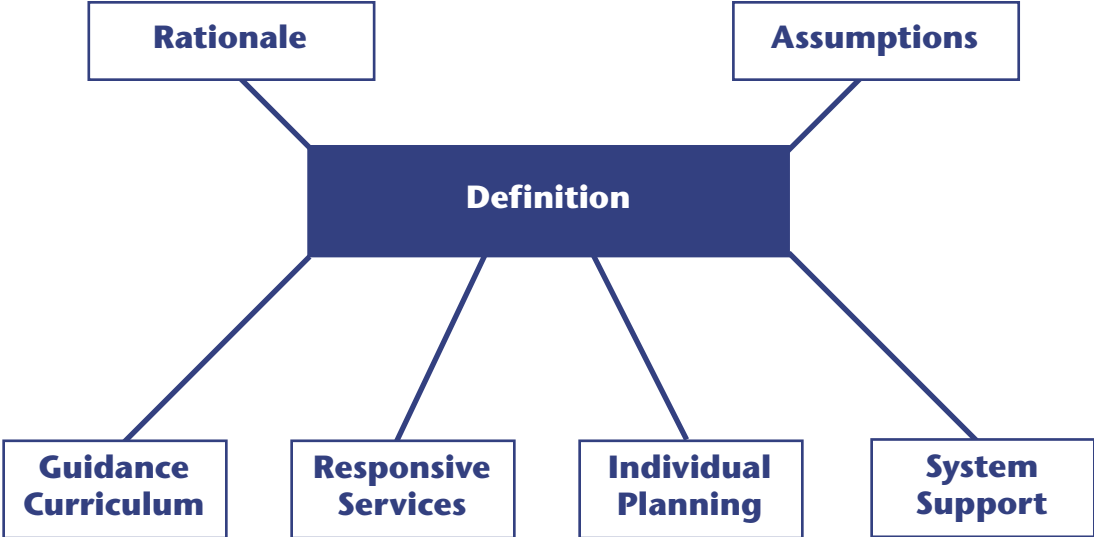 Rationale
Assumptions
Definition
Guidance
Curriculum
Responsive
Services
Individual
Planning
System
Support